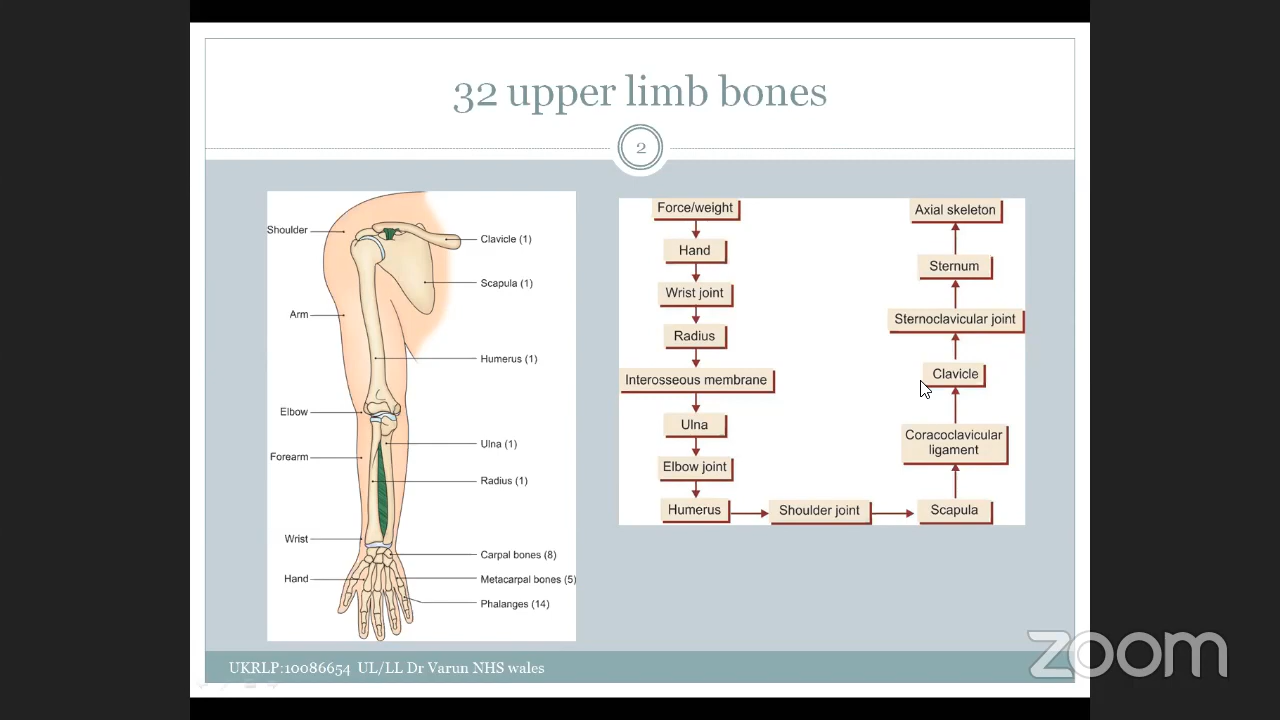 32 upper limb bones
2
Shoulder
Clavicle (1)
Scapula (1)
Arm
Humerus (1)
Elbow
Ulna (1)
Forearm
Radius (1)
Wrist
Carpal bones (8)
Hand
Metacarpal bones (5)
Phalanges (14)
Force/weight
Hand
Wrist joint
Radius
Interosseous membrane
Ulna
Elbow joint
Humerus
Shoulder joint
Scapula
Coracoclavicular
ligament
Clavicle
Sternoclavicular joint
Sternum
Axial skeleton
UKRLP:10086654 UL/LL Dr Varun NHS wales
zoom